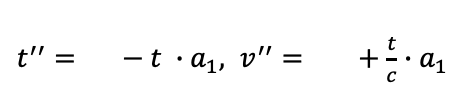 t'' =      − t · a₁,  v'' =      + t/c · a₁